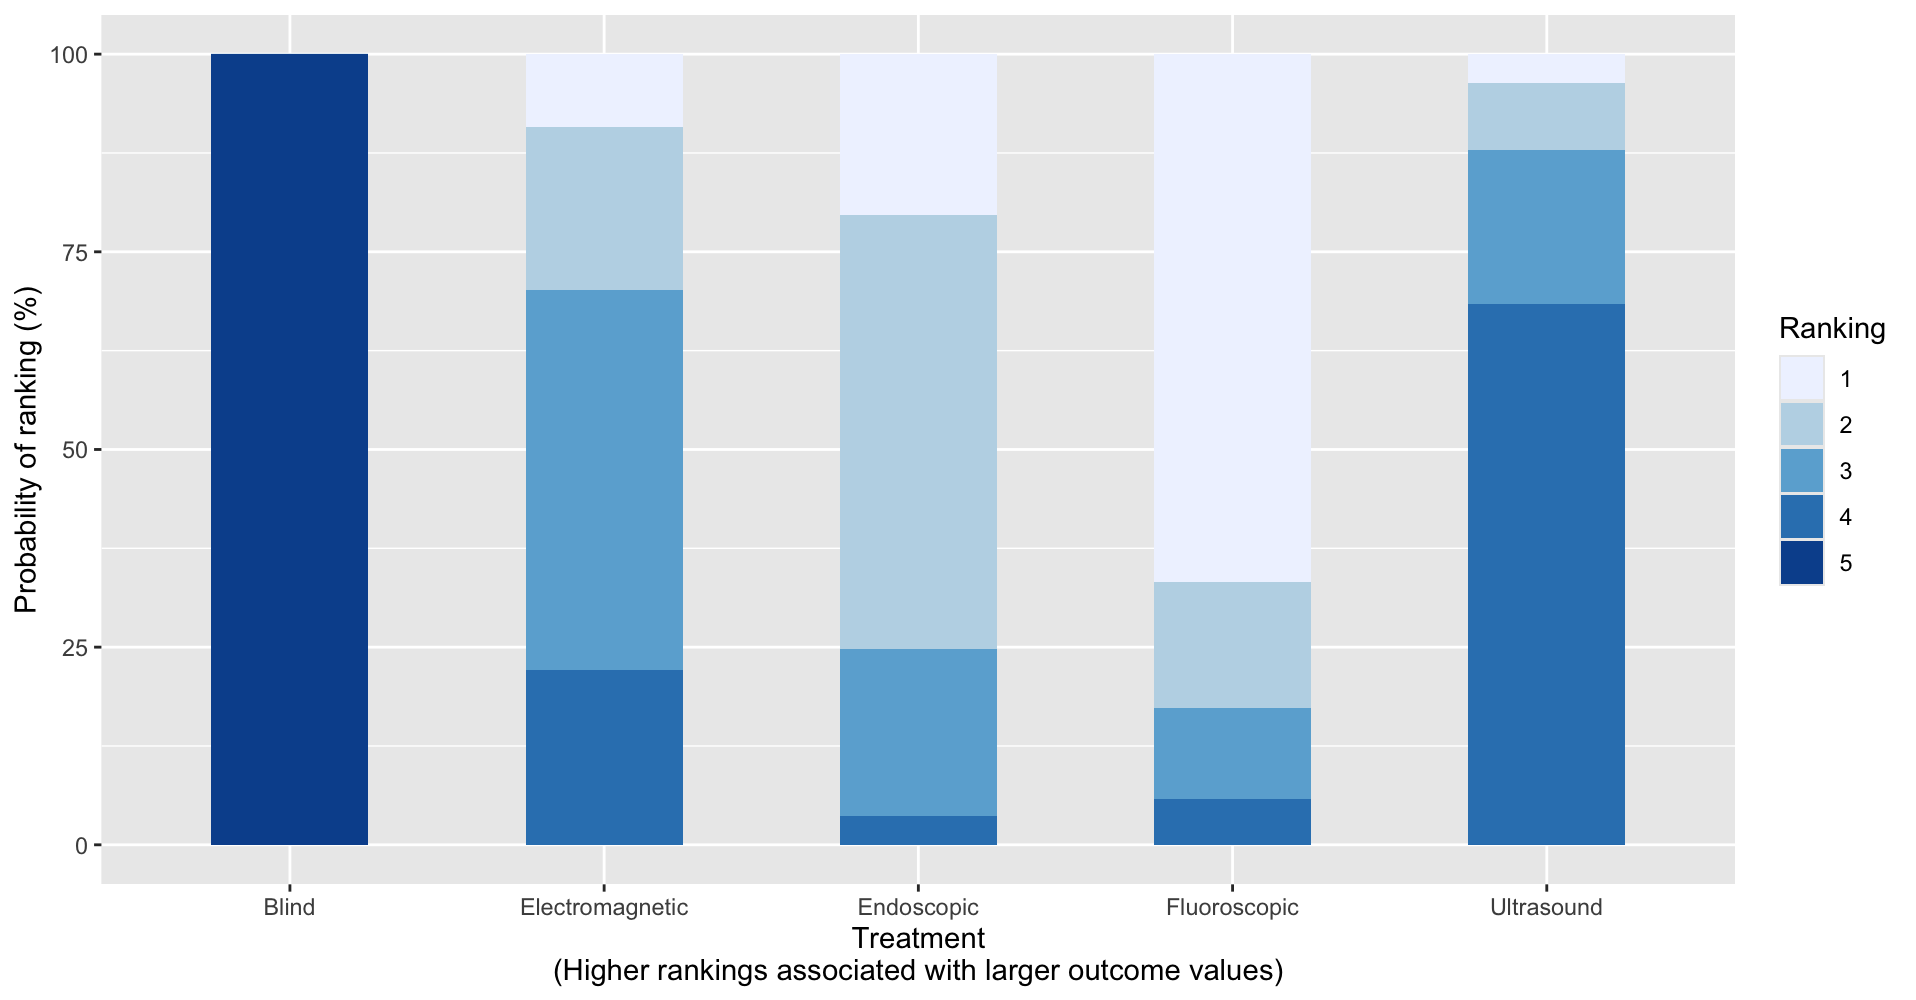 Probability of ranking (%)
100
75
50
25
0
Blind
Electromagnetic
Endoscopic
Fluoroscopic
Ultrasound
Treatment
(Higher rankings associated with larger outcome values)
Ranking
1
2
3
4
5